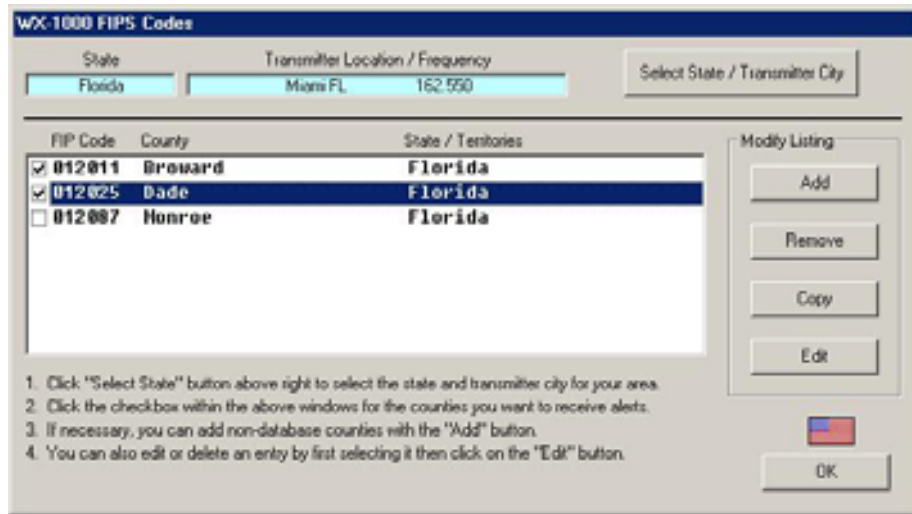 WX-1000 FIPS Codes
State
Transmitter Location / Frequency
Florida
Miami FL 162.550
Select State / Transmitter City
FIP Code County State / Territories
012011 Broward Florida
012025 Dade Florida
012087 Monroe Florida
Modify Listing
Add
Remove
Copy
Edit
1. Click "Select State" button above right to select the state and transmitter city for your area.
2. Click the checkbox within the above windows for the counties you want to receive alerts.
3. If necessary, you can add non-database counties with the "Add" button.
4. You can also edit or delete an entry by first selecting it then click on the "Edit" button.
OK